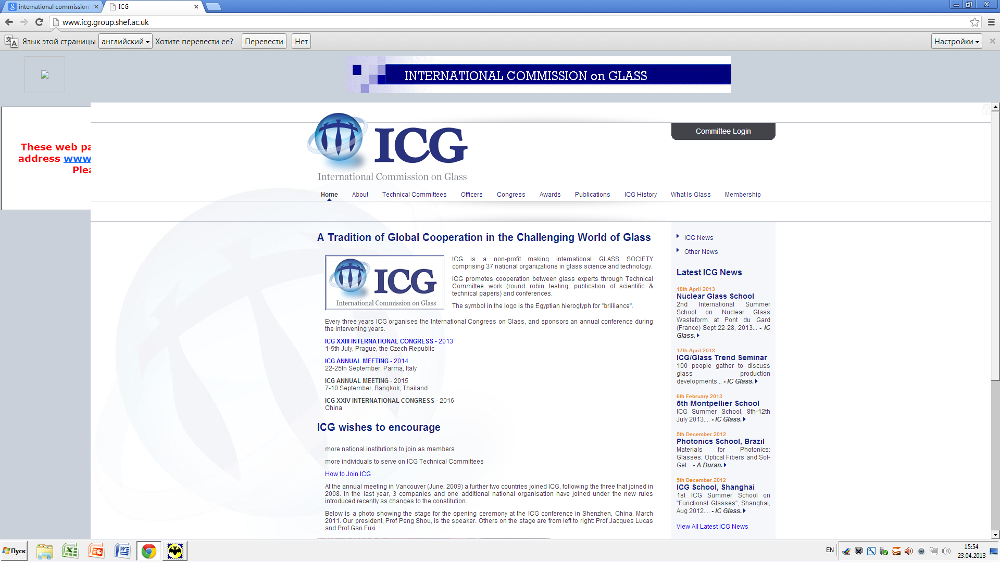 international commission
ICG
www.icg.group.shef.ac.uk
Язык этой страницы английский Хотите перевести ее? Перевести Нет Настройки
INTERNATIONAL COMMISSION on GLASS
These web pa
address www.
Plea
ICG
International Commission on Glass
Committee Login
Home About Technical Committees Officers Congress Awards Publications ICG History What Is Glass Membership
A Tradition of Global Cooperation in the Challenging World of Glass
ICG
International Commission on Glass
ICG is a non-profit making international GLASS SOCIETY
comprising 37 national organizations in glass science and technology.
ICG promotes cooperation between glass experts through Technical
Committee work (round robin testing, publication of scientific &
technical papers) and conferences.
The symbol in the logo is the Egyptian hieroglyph for "brilliance".
Every three years ICG organises the International Congress on Glass, and sponsors an annual conference during
the intervening years.
ICG XXIII INTERNATIONAL CONGRESS - 2013
1-5th July, Prague, the Czech Republic
ICG ANNUAL MEETING - 2014
22-25th September, Parma, Italy
ICG ANNUAL MEETING - 2015
7-10 September, Bangkok, Thailand
ICG XXIV INTERNATIONAL CONGRESS - 2016
China
ICG wishes to encourage
more national institutions to join as members
more individuals to serve on ICG Technical Committees
How to Join ICG
At the annual meeting in Vancouver (June, 2009) a further two countries joined ICG, following the three that joined in
2008. In the last year, 3 companies and one additional national organisation have joined under the new rules
introduced recently as changes to the constitution.
Below is a photo showing the stage for the opening ceremony at the ICG conference in Shenzhen, China, March
2011. Our president, Prof Peng Shou, is the speaker. Others on the stage are from left to right: Prof Jacques Lucas
and Prof Gan Fuxi.
ICG News
Other News
Latest ICG News
18th April 2013
Nuclear Glass School
2nd International Summer
School on Nuclear Glass
Wasteform at Pont du Gard
(France) Sept 22-28, 2013... - IC
Glass.
17th April 2013
ICG/Glass Trend Seminar
100 people gather to discuss
glass production
developments... - IC Glass.
6th February 2013
5th Montpellier School
ICG Summer School, 8th-12th
July 2013.... - IC Glass.
5th December 2012
Photonics School, Brazil
Materials for Photonics:
Glasses, Optical Fibers and Sol-
Gel... - A Duran.
5th December 2012
ICG School, Shanghai
1st ICG Summer School on
"Functional Glasses", Shanghai,
Aug 2012.... - IC Glass.
View All Latest ICG News
Пуск
EN
15:54
23.04.2013